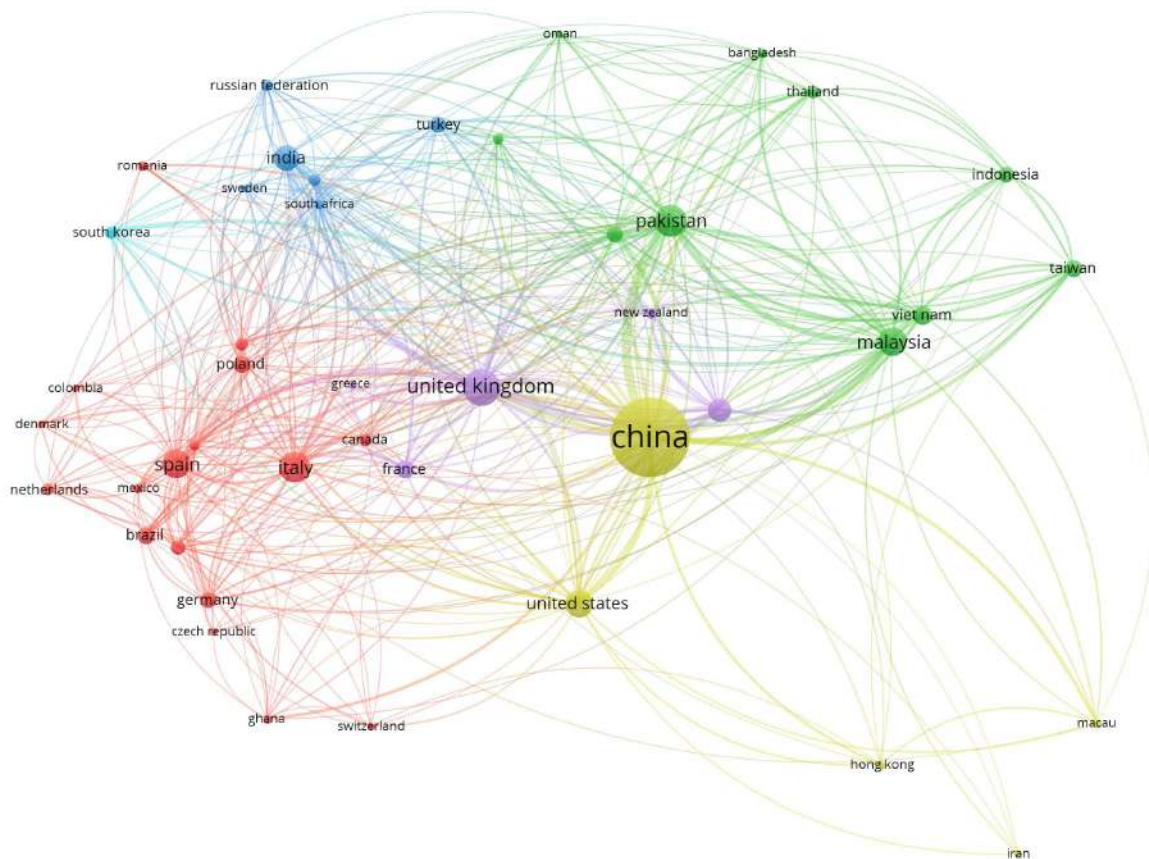 oman
bangladesh
russian federation
thailand
turkey
india
romania
indonesia
sweden
south africa
pakistan
south korea
taiwan
new zealand
viet nam
malaysia
poland
greece
united kingdom
colombia
denmark
canada
china
spain
italy
france
netherlands
mexico
brazil
germany
united states
czech republic
ghana
switzerland
macau
hong kong
iran